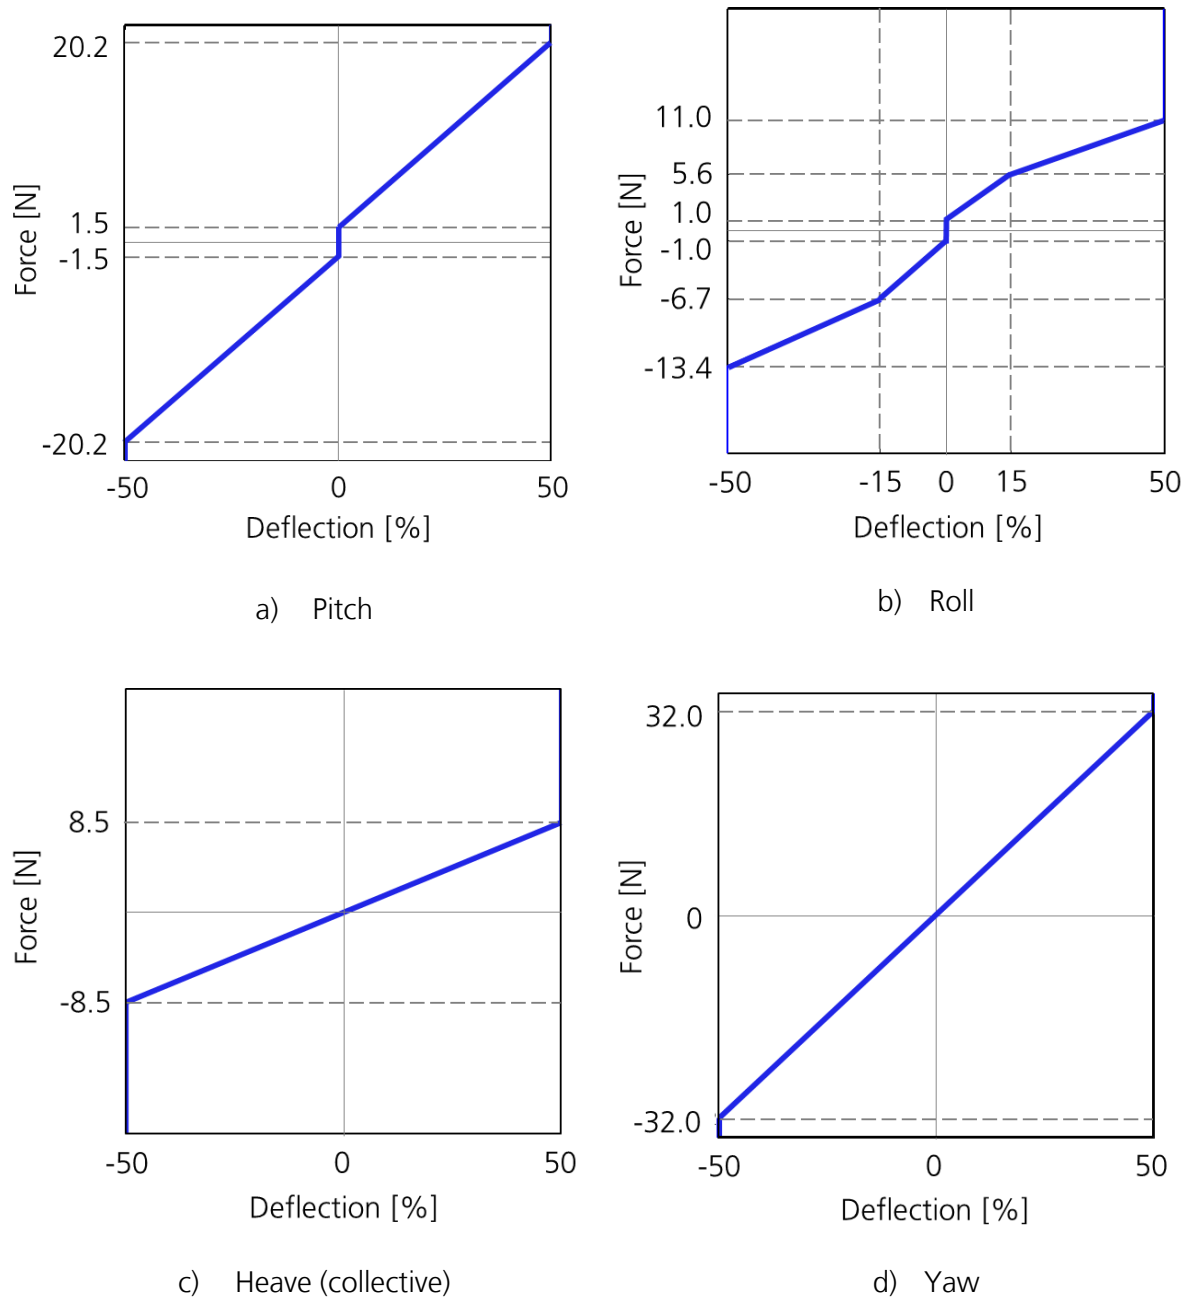 20.2
1.5
-1.5
-20.2
Force [N]
-50 0 50
Deflection [%]
a) Pitch
11.0
5.6
1.0
-1.0
-6.7
-13.4
Force [N]
-50 -15 0 15 50
Deflection [%]
b) Roll
8.5
-8.5
Force [N]
-50 0 50
Deflection [%]
c) Heave (collective)
32.0
0
-32.0
Force [N]
-50 0 50
Deflection [%]
d) Yaw